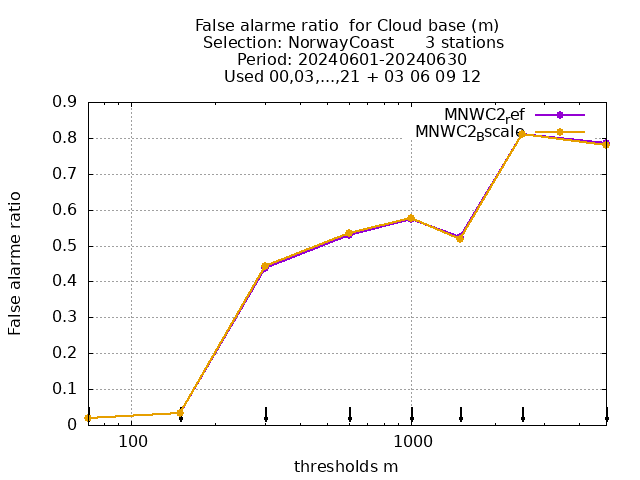 False alarme ratio  for Cloud base (m)
Selection: NorwayCoast      3 stations
Period: 20240601-20240630
Used 00,03,...,21 + 03 06 09 12
MNWC2ref
MNWC2Bscale
0.9
0.8
0.7
0.6
0.5
0.4
0.3
0.2
0.1
0
False alarme ratio
100
1000
thresholds m